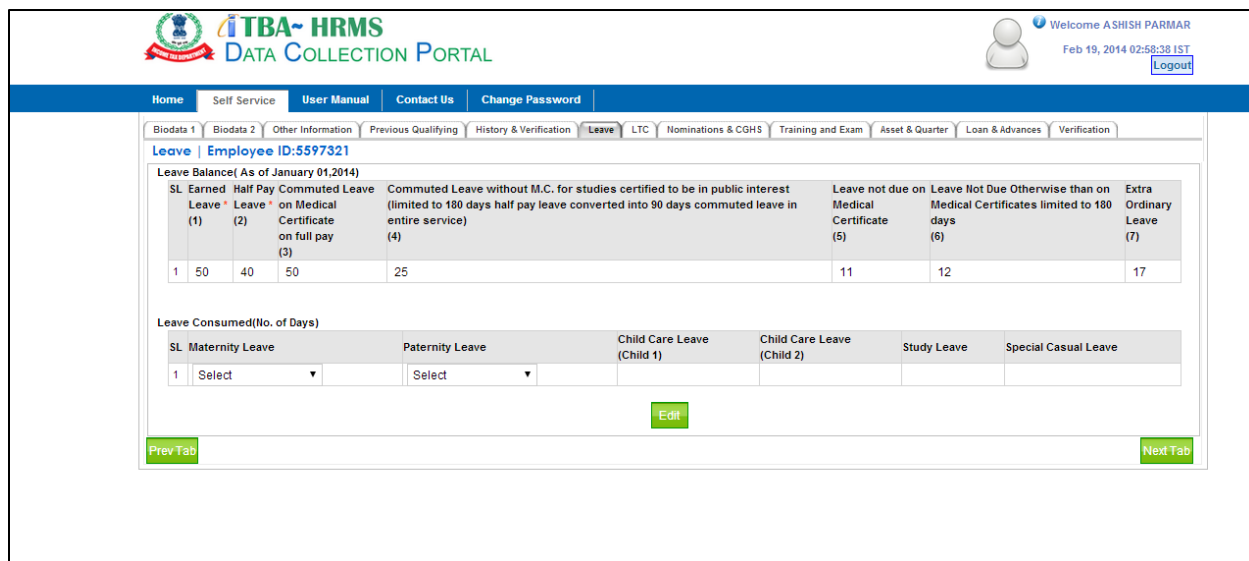 iTBA~ HRMS
DATA COLLECTION PORTAL
INCOME TAX DEPARTMENT
Welcome ASHISH PARMAR
Feb 19, 2014 02:58:38 IST
Logout
Home Self Service User Manual Contact Us Change Password
Biodata 1 Biodata 2 Other Information Previous Qualifying History & Verification Leave LTC Nominations & CGHS Training and Exam Asset & Quarter Loan & Advances Verification
Leave | Employee ID:5597321
Leave Balance( As of January 01,2014)
SL Earned Half Pay Commuted Leave Commuted Leave without M.C. for studies certified to be in public interest Leave not due on Leave Not Due Otherwise than on Extra
Leave * Leave * on Medical (limited to 180 days half pay leave converted into 90 days commuted leave in Medical Medical Certificates limited to 180 Ordinary
(1) (2) Certificate entire service) Certificate days Leave
on full pay (4) (5) (6) (7)
(3)
1 50 40 50 25 11 12 17
Leave Consumed(No. of Days)
SL Maternity Leave Paternity Leave Child Care Leave Child Care Leave Study Leave Special Casual Leave
(Child 1) (Child 2)
1 Select Select
Edit
Prev Tab Next Tab